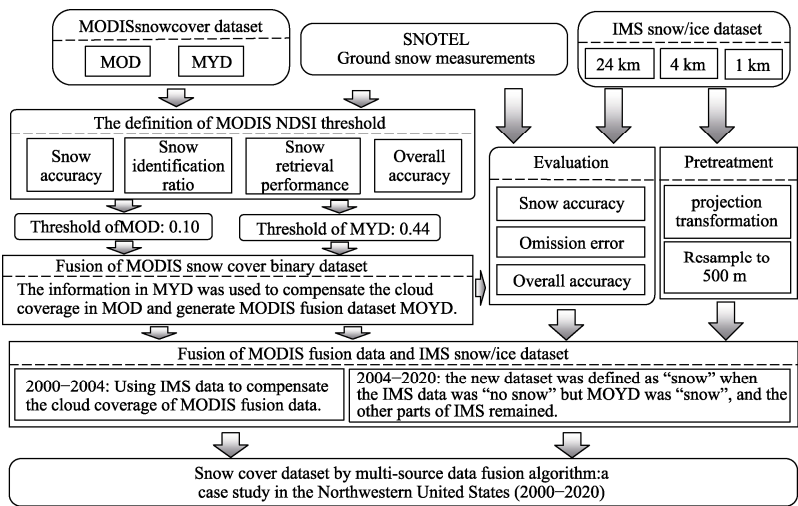 MODISsnowcover dataset
MOD
MYD
SNOTEL
Ground snow measurements
IMS snow/ice dataset
24 km
4 km
1 km
The definition of MODIS NDSI threshold
Snow
accuracy
Snow
identification
ratio
Snow
retrieval
performance
Overall
accuracy
Threshold ofMOD: 0.10
Threshold of MYD: 0.44
Fusion of MODIS snow cover binary dataset
The information in MYD was used to compensate the cloud
coverage in MOD and generate MODIS fusion dataset MOYD.
Evaluation
Snow accuracy
Omission error
Overall accuracy
Pretreatment
projection
transformation
Resample to
500 m
Fusion of MODIS fusion data and IMS snow/ice dataset
2000−2004: Using IMS data to compensate
the cloud coverage of MODIS fusion data.
2004−2020: the new dataset was defined as “snow” when
the IMS data was “no snow” but MOYD was “snow”, and the
other parts of IMS remained.
Snow cover dataset by multi-source data fusion algorithm:a
case study in the Northwestern United States (2000−2020)